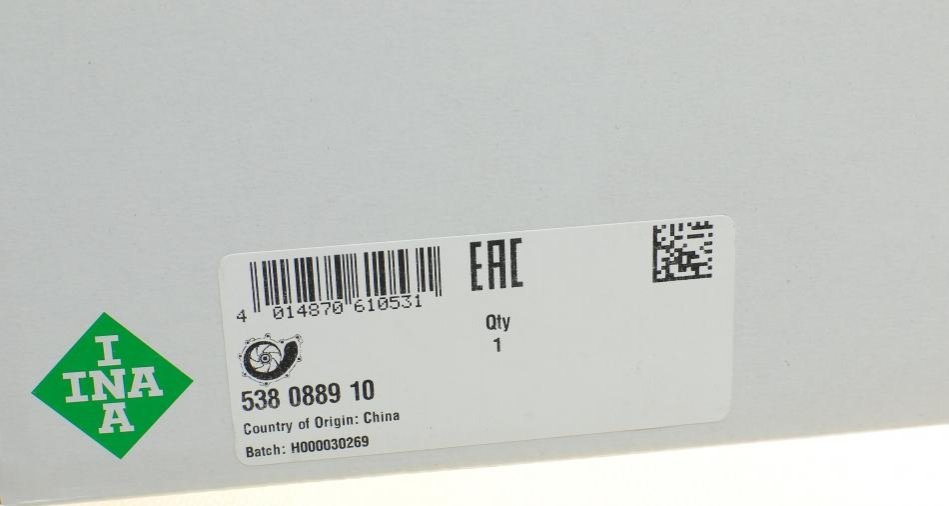 I
INA
A
4 014870 610531
EAC
Qty
1
538 0889 10
Country of Origin: China
Batch: H000030269